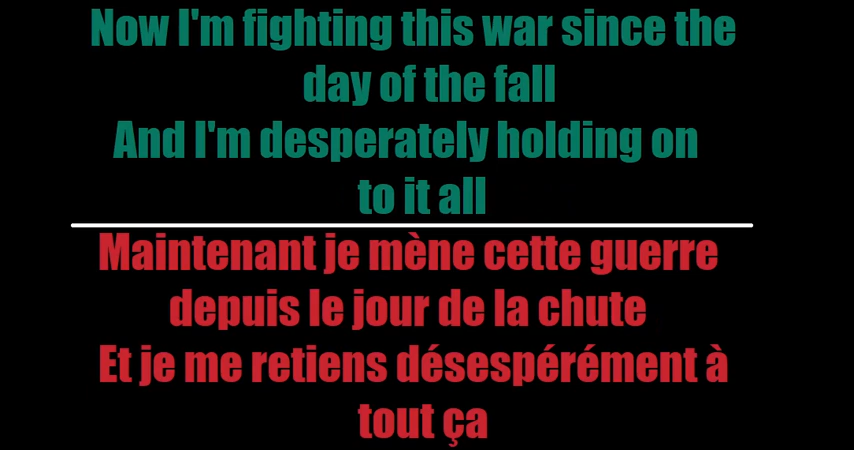 Now I'm fighting this war since the
day of the fall
And I'm desperately holding on
to it all
Maintenant je mène cette guerre
depuis le jour de la chute
Et je me retiens désespérément à
tout ça